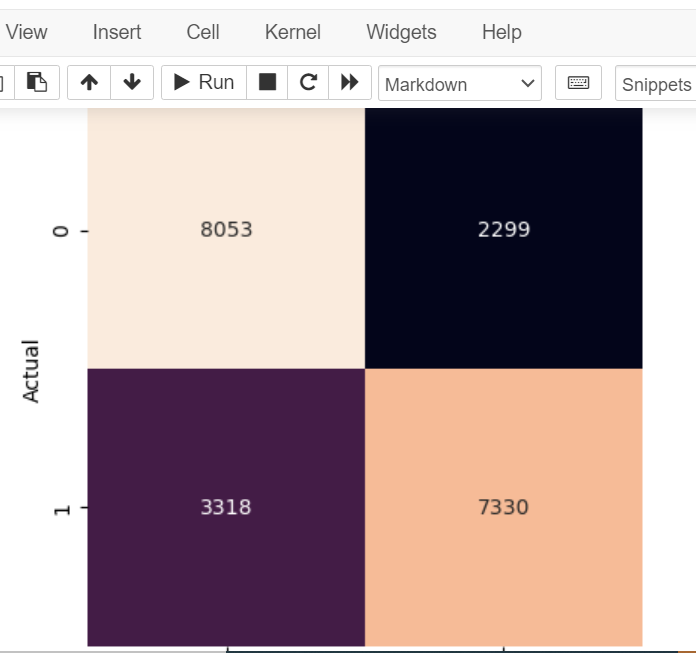 View Insert Cell Kernel Widgets Help
Run Markdown Snippets
0 8053 2299
Actual
1 3318 7330